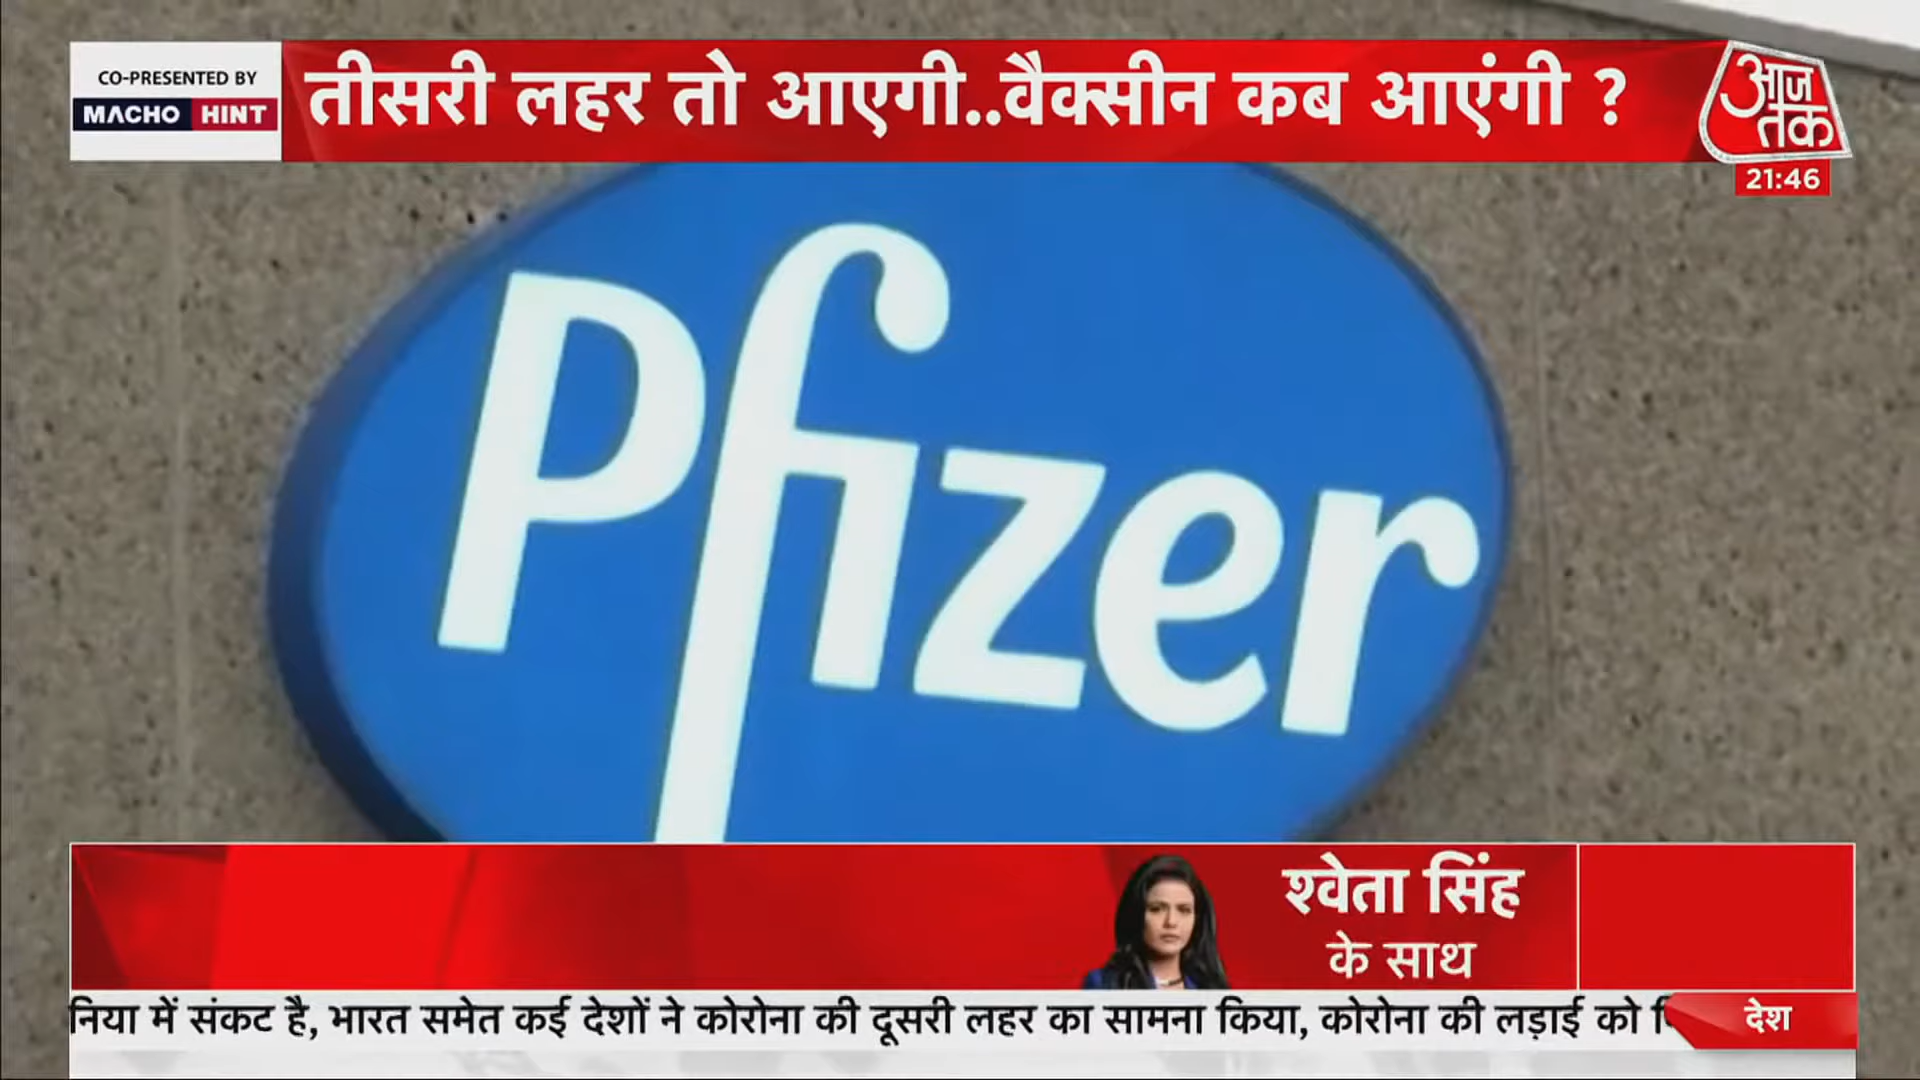 CO-PRESENTED BY
MACHO HINT
तीसरी लहर तो आएगी..वैक्सीन कब आएंगी ?
आज
तक
21:46
Pfizer
श्वेता सिंह
के साथ
निया में संकट है, भारत समेत कई देशों ने कोरोना की दूसरी लहर का सामना किया, कोरोना की लड़ाई को
देश